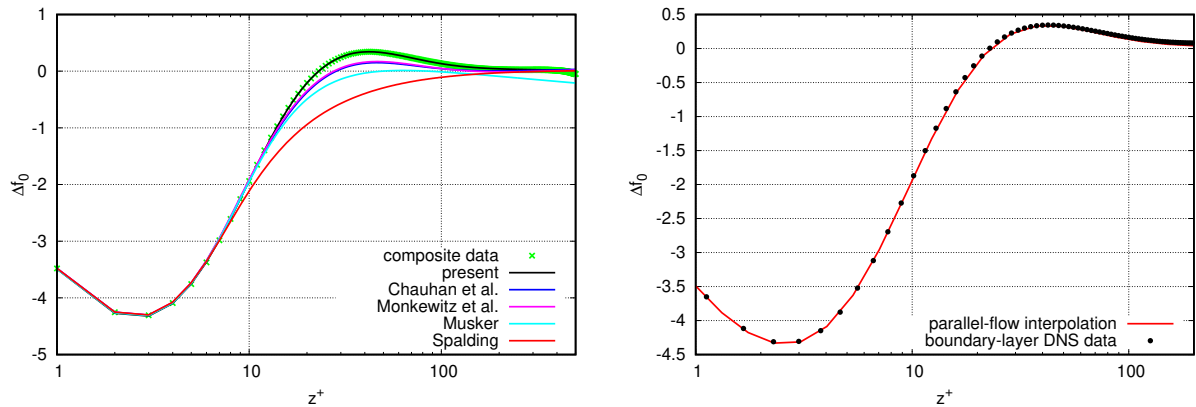 1
0
-1
-2
-3
-4
-5
Δf0
1
10
100
z+
composite data
present
Chauhan et al.
Monkewitz et al.
Musker
Spalding
0.5
0
-0.5
-1
-1.5
-2
-2.5
-3
-3.5
-4
-4.5
Δf0
1
10
100
z+
parallel-flow interpolation
boundary-layer DNS data